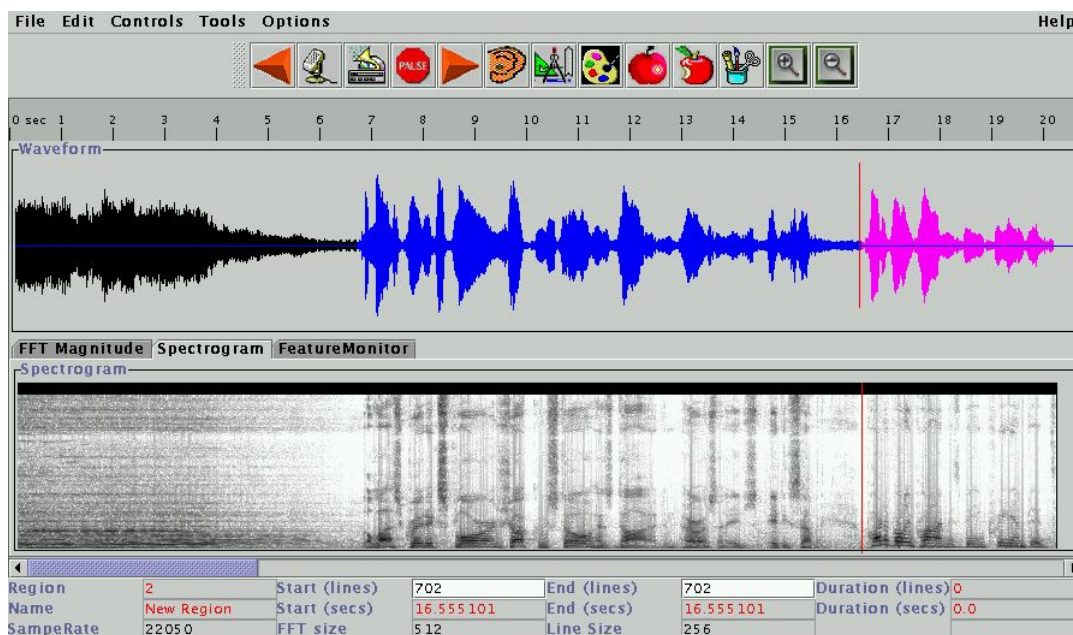 File Edit Controls Tools Options Help
PAUSE
0 sec 1 2 3 4 5 6 7 8 9 10 11 12 13 14 15 16 17 18 19 20
Waveform
FFT Magnitude Spectrogram FeatureMonitor
Spectrogram
Region 2 Start (lines) 702 End (lines) 702 Duration (lines) 0
Name New Region Start (secs) 16.555101 End (secs) 16.555101 Duration (secs) 0.0
SampeRate 22050 FFT size 512 Line Size 256